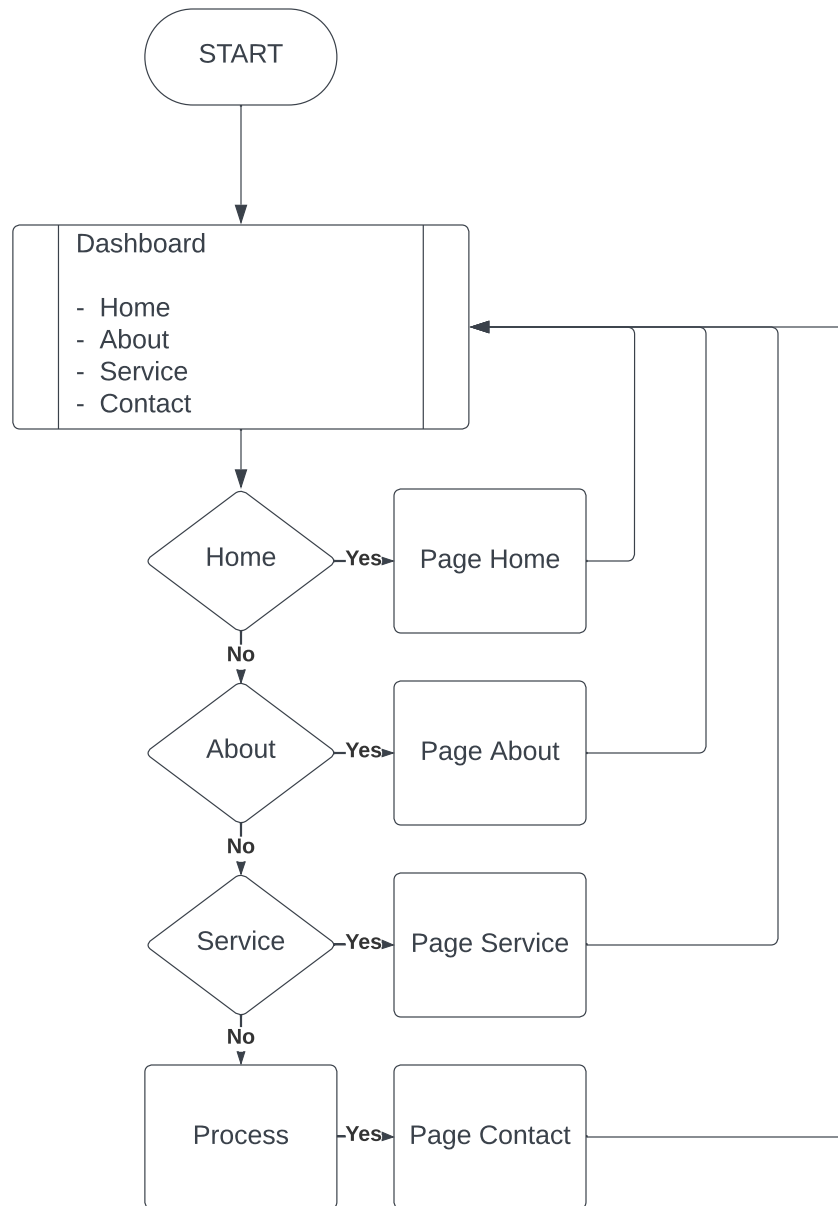 START
Dashboard
- Home
- About
- Service
- Contact
Home
Yes
Page Home
No
About
Yes
Page About
No
Service
Yes
Page Service
No
Process
Yes
Page Contact